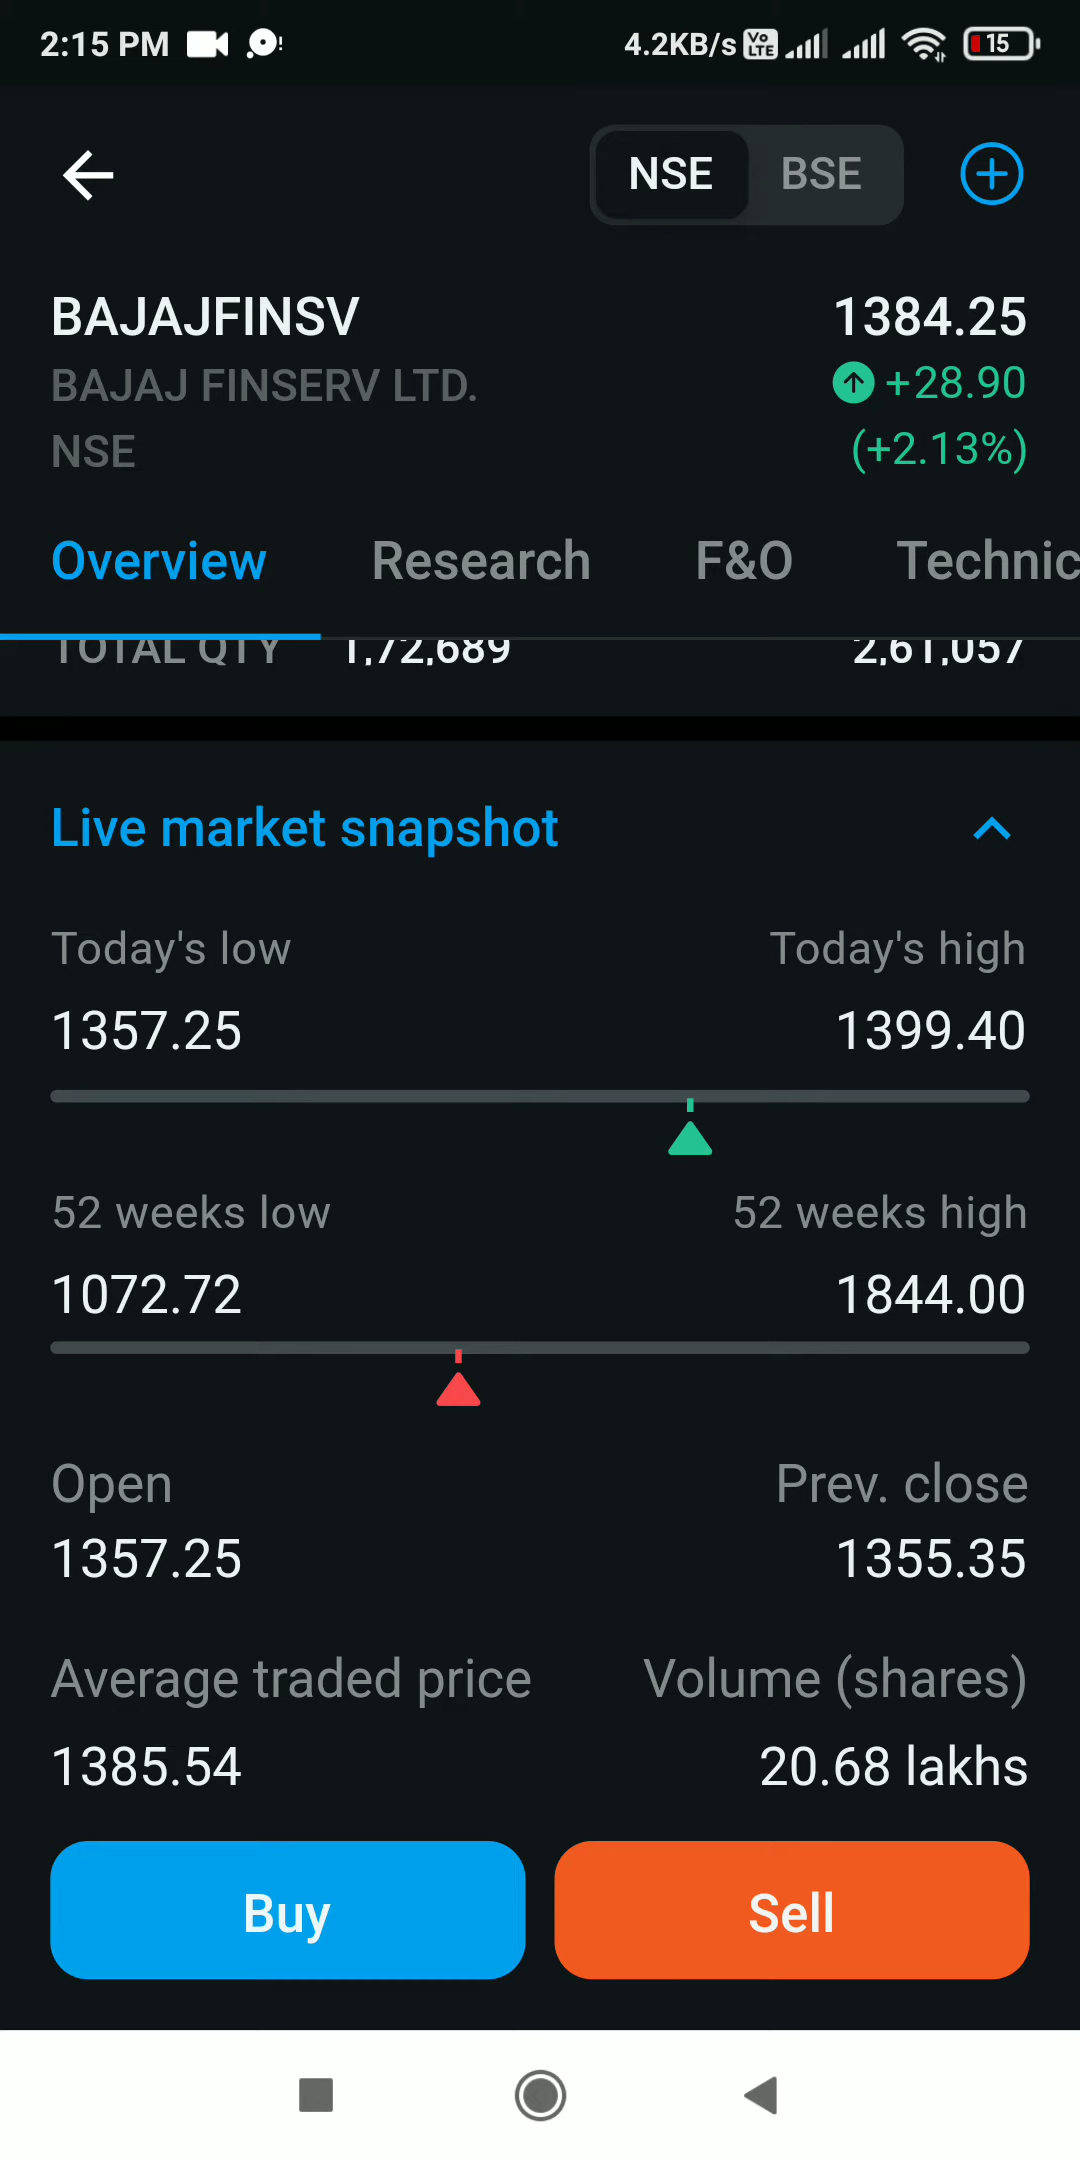 2:15 PM 4.2KB/s Vo LTE 15
NSE BSE
BAJAJFINSV 1384.25
BAJAJ FINSERV LTD. +28.90
NSE (+2.13%)
Overview Research F&O Technic
TOTAL QTY 1,72,689 2,61,057
Live market snapshot
Today's low Today's high
1357.25 1399.40
52 weeks low 52 weeks high
1072.72 1844.00
Open Prev. close
1357.25 1355.35
Average traded price Volume (shares)
1385.54 20.68 lakhs
Buy Sell